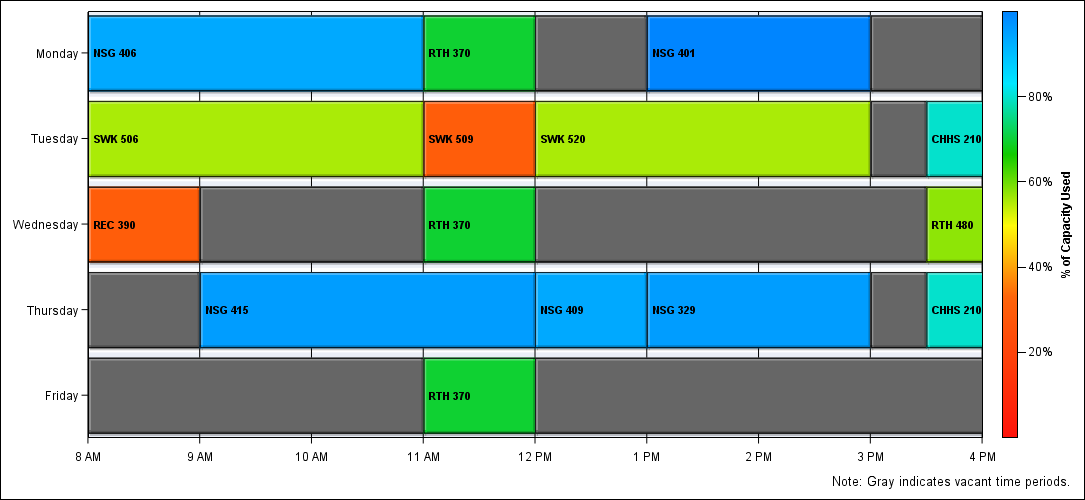 Monday
NSG 406
RTH 370
NSG 401
Tuesday
SWK 506
SWK 509
SWK 520
CHHS 210
Wednesday
REC 390
RTH 370
RTH 480
Thursday
NSG 415
NSG 409
NSG 329
CHHS 210
Friday
RTH 370
8 AM 9 AM 10 AM 11 AM 12 PM 1 PM 2 PM 3 PM 4 PM
80%
60%
40%
20%
% of Capacity Used
Note: Gray indicates vacant time periods.